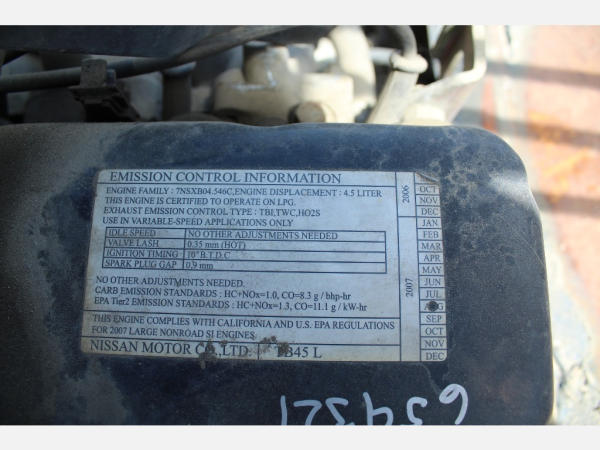 EMISSION CONTROL INFORMATION
ENGINE FAMILY : 7NSXB04.546C, ENGINE DISPLACEMENT : 4.5 LITER
THIS ENGINE IS CERTIFIED TO OPERATE ON LPG.
EXHAUST EMISSION CONTROL TYPE : TBI,TWC,HO2S
USE IN VARIABLE-SPEED APPLICATIONS ONLY
IDLE SPEED NO OTHER ADJUSTMENTS NEEDED
VALVE LASH 0.35 mm (HOT)
IGNITION TIMING 10° B.T.D.C
SPARK PLUG GAP 0.9 mm
NO OTHER ADJUSTMENTS NEEDED.
CARB EMISSION STANDARDS : HC+NOx=1.0, CO=8.3 g / bhp-hr
EPA Tier2 EMISSION STANDARDS : HC+NOx=1.3, CO=11.1 g / kW-hr
THIS ENGINE COMPLIES WITH CALIFORNIA AND U.S. EPA REGULATIONS
FOR 2007 LARGE NONROAD SI ENGINES.
NISSAN MOTOR CO.,LTD. TB45 L
2006
OCT
NOV
DEC
2007
JAN
FEB
MAR
APR
MAY
JUN
JUL
AUG
SEP
OCT
NOV
DEC